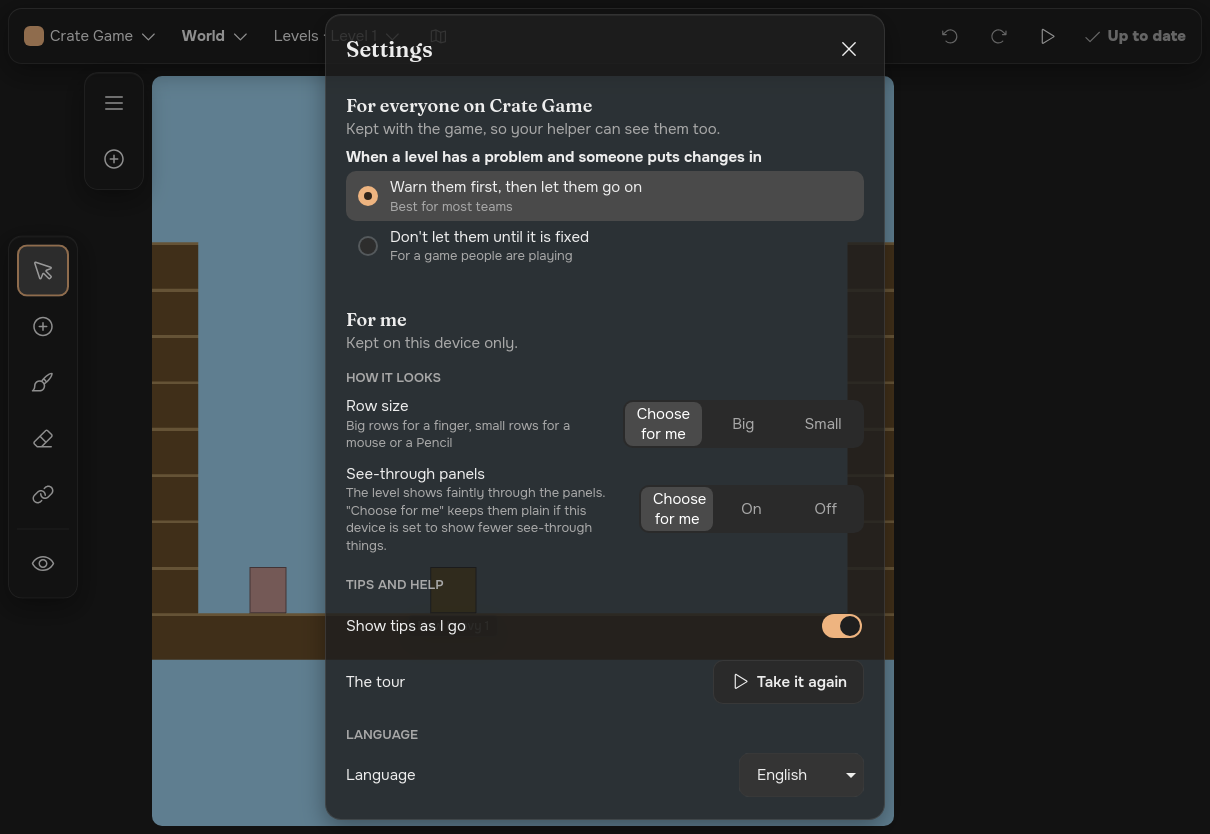 Crate Game
World
Levels · Level 1
Up to date
Settings
For everyone on Crate Game
Kept with the game, so your helper can see them too.
When a level has a problem and someone puts changes in
Warn them first, then let them go on
Best for most teams
Don't let them until it is fixed
For a game people are playing
For me
Kept on this device only.
HOW IT LOOKS
Row size
Big rows for a finger, small rows for a
mouse or a Pencil
Choose
for me
Big
Small
See-through panels
The level shows faintly through the panels.
"Choose for me" keeps them plain if this
device is set to show fewer see-through
things.
Choose
for me
On
Off
TIPS AND HELP
Show tips as I go
The tour
Take it again
LANGUAGE
Language
English